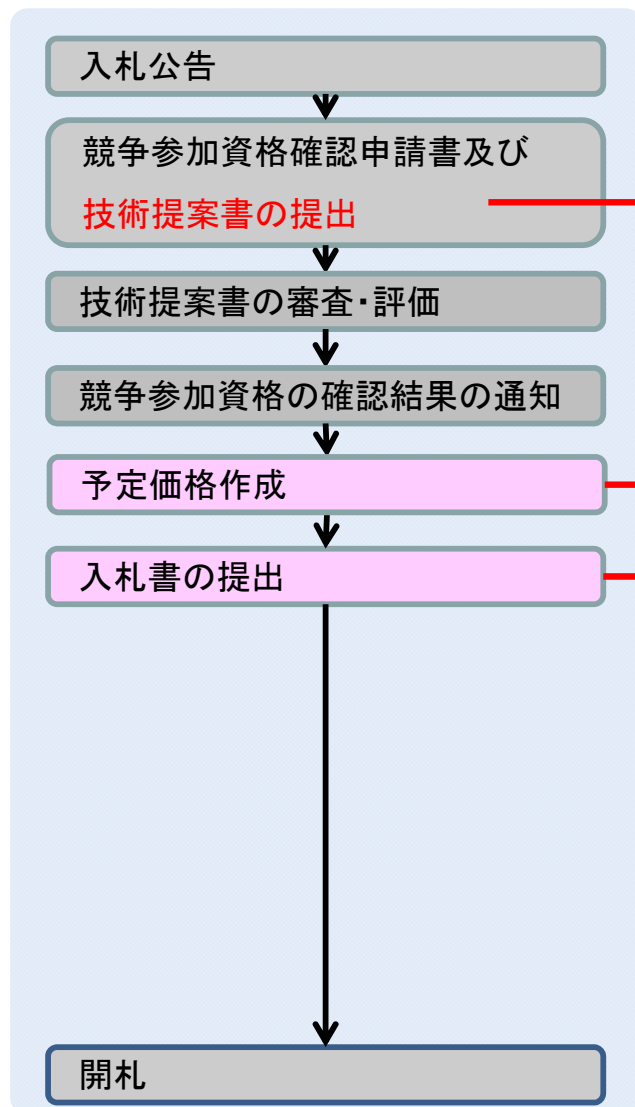 入札公告
競争参加資格確認申請書及び
技術提案書の提出
技術提案書の審査・評価
競争参加資格の確認結果の通知
予定価格作成
入札書の提出
開札